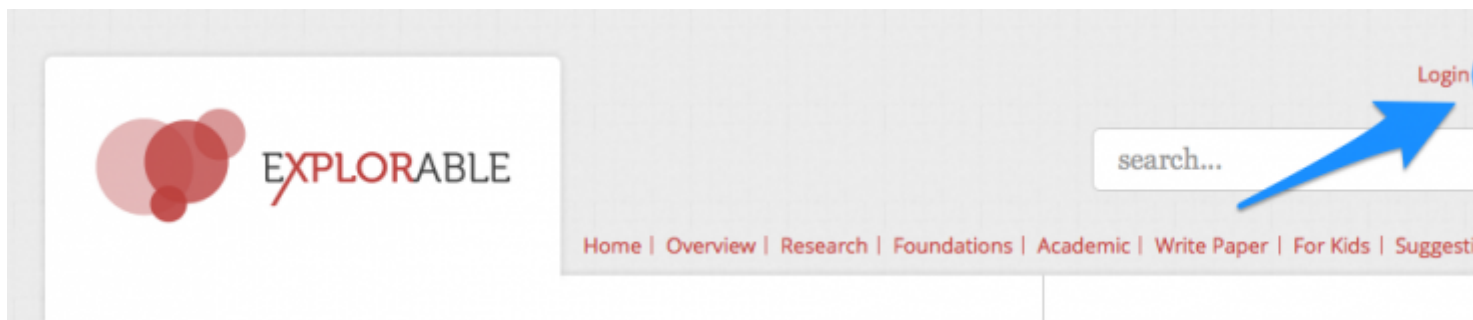 Login
EXPLORABLE
search...
Home | Overview | Research | Foundations | Academic | Write Paper | For Kids |